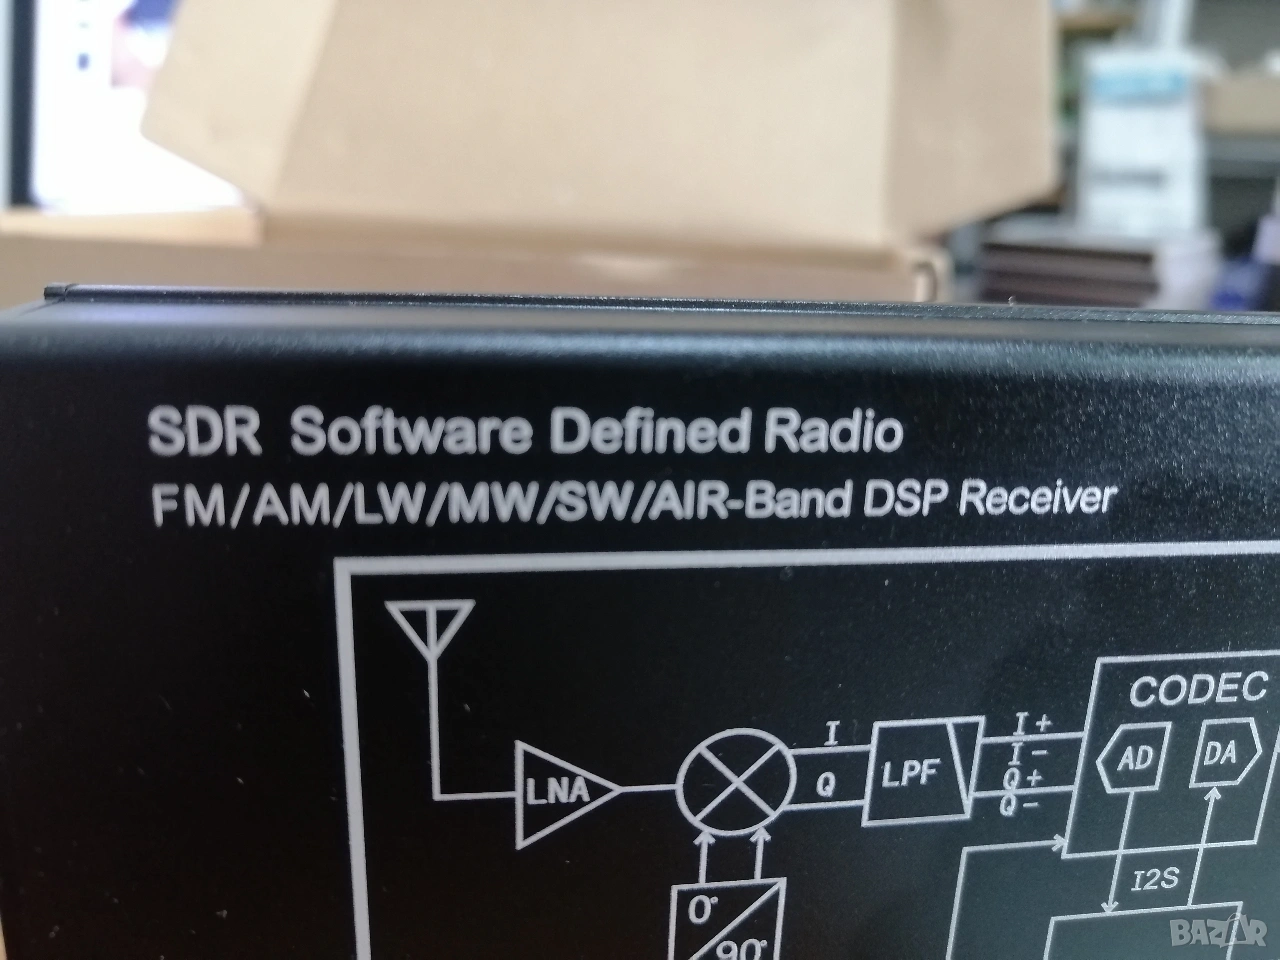 SDR Software Defined Radio
FM/AM/LW/MW/SW/AIR-Band DSP Receiver
CODEC
I
I+
I-
AD
DA
LNA
Q
LPF
Q+
Q-
I2S
0°
90°
BAZAR